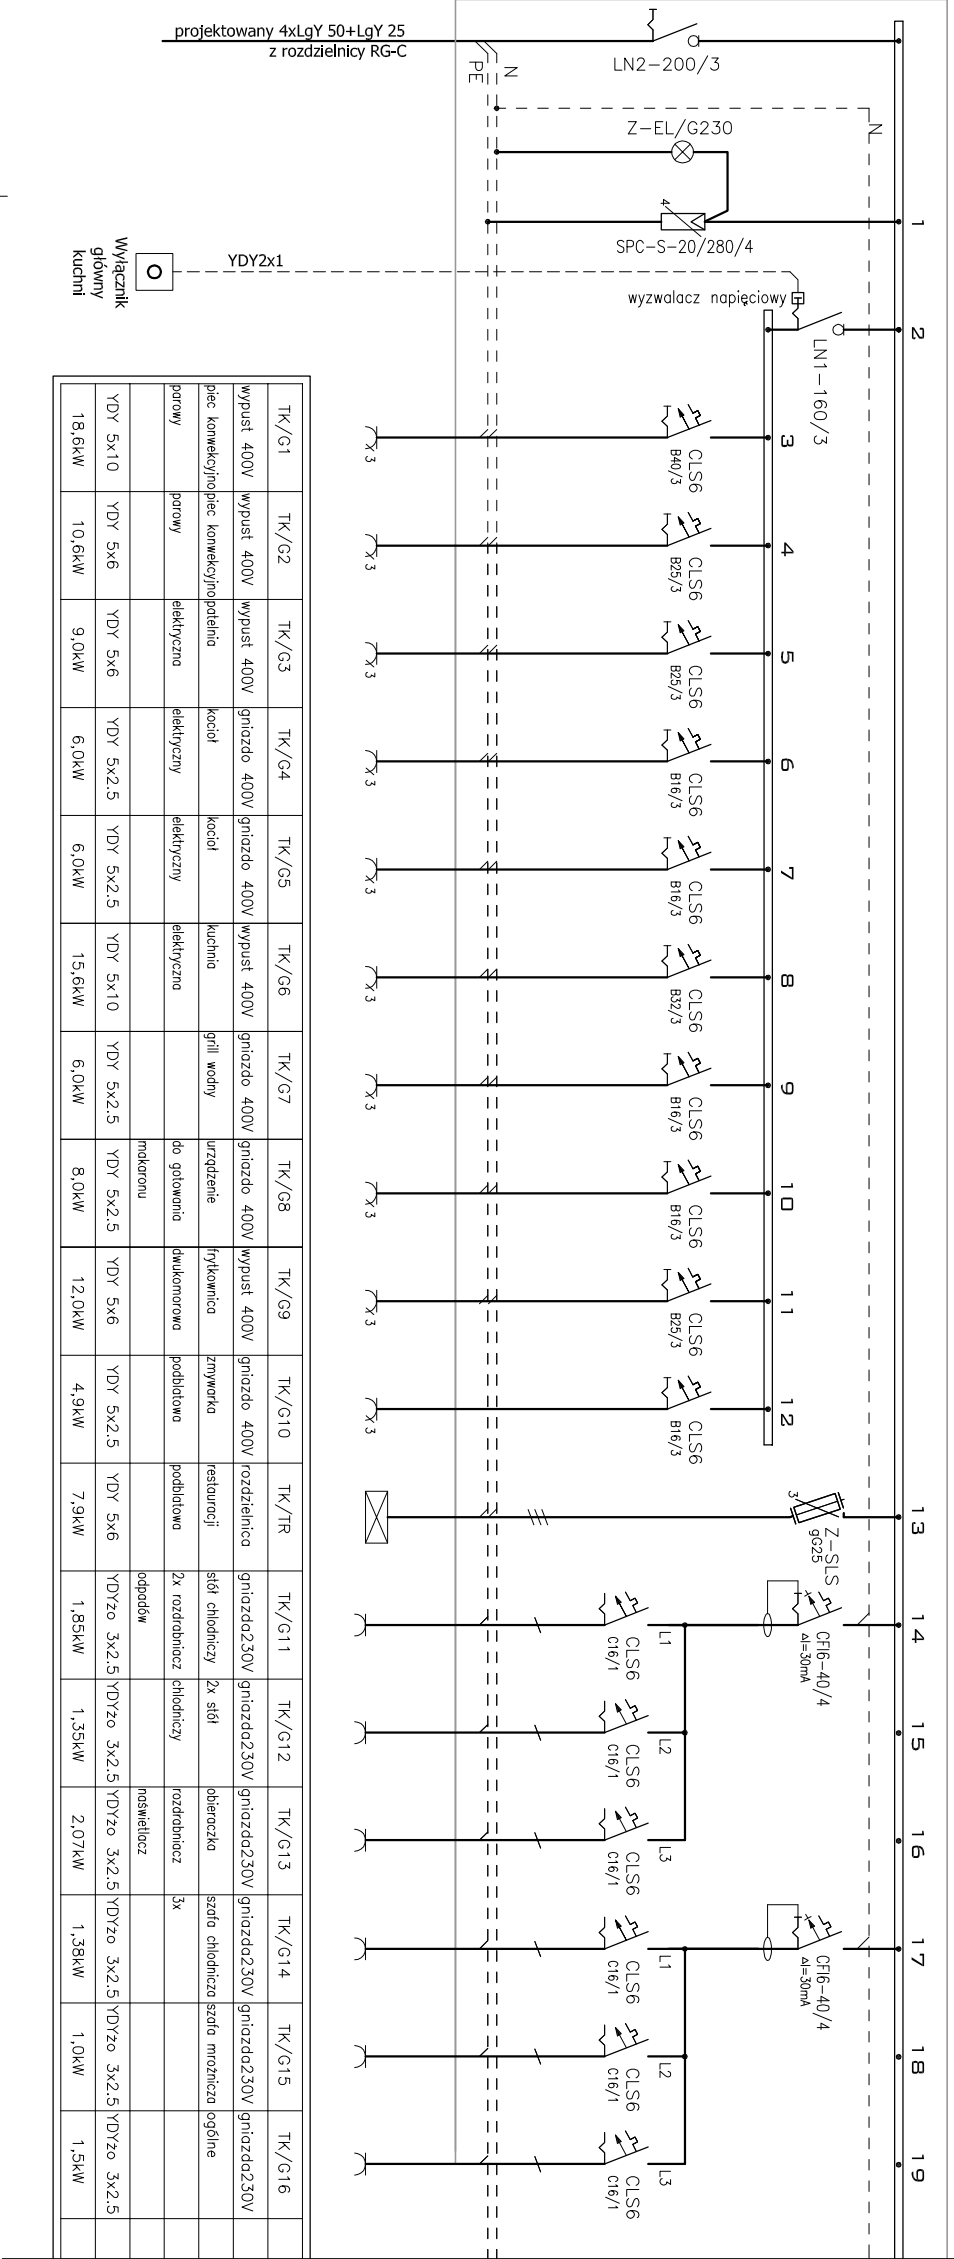 projektowany 4xLgY 50+LgY 25
z rozdzielnicy RG-C
PE
N
LN2-200/3
N
Z-EL/G230
1
4
SPC-S-20/280/4
Wyłącznik
główny
kuchni
YDY2x1
wyzwalacz napięciowy
2
LN1-160/3
3
CLS6
B40/3
x3
4
CLS6
B25/3
x3
5
CLS6
B25/3
x3
6
CLS6
B16/3
x3
7
CLS6
B16/3
x3
8
CLS6
B32/3
x3
9
CLS6
B16/3
x3
10
CLS6
B16/3
x3
11
CLS6
B25/3
x3
12
CLS6
B16/3
x3
13
3
Z-SLS
gG25
14
CFI6-40/4
ΔI=30mA
L1
CLS6
C16/1
15
L2
CLS6
C16/1
16
L3
CLS6
C16/1
17
CFI6-40/4
ΔI=30mA
L1
CLS6
C16/1
18
L2
CLS6
C16/1
19
L3
CLS6
C16/1
TK/G1
wypust 400V
piec konwekcyjno
parowy
YDY 5x10
18,6kW
TK/G2
wypust 400V
piec konwekcyjno
parowy
YDY 5x6
10,6kW
TK/G3
wypust 400V
patelnia
elektryczna
YDY 5x6
9,0kW
TK/G4
gniazdo 400V
kocioł
elektryczny
YDY 5x2.5
6,0kW
TK/G5
gniazdo 400V
kocioł
elektryczny
YDY 5x2.5
6,0kW
TK/G6
wypust 400V
kuchnia
elektryczna
YDY 5x10
15,6kW
TK/G7
gniazdo 400V
grill wodny
YDY 5x2.5
6,0kW
TK/G8
gniazdo 400V
urządzenie
do gotowania
makaronu
YDY 5x2.5
8,0kW
TK/G9
wypust 400V
frytkownica
dwukomorowa
YDY 5x6
12,0kW
TK/G10
gniazdo 400V
zmywarka
podblatowa
YDY 5x2.5
4,9kW
TK/TR
rozdzielnica
restauracji
podblatowa
YDY 5x6
7,9kW
TK/G11
gniazda230V
stół chłodniczy
2x rozdrabniacz
odpadów
YDYżo 3x2.5
1,85kW
TK/G12
gniazda230V
2x stół
chłodniczy
YDYżo 3x2.5
1,35kW
TK/G13
gniazda230V
obieraczka
rozdrabniacz
naświetlacz
YDYżo 3x2.5
2,07kW
TK/G14
gniazda230V
szafa chłodnicza
3x
YDYżo 3x2.5
1,38kW
TK/G15
gniazda230V
szafa mroźnicza
YDYżo 3x2.5
1,0kW
TK/G16
gniazda230V
ogólne
YDYżo 3x2.5
1,5kW